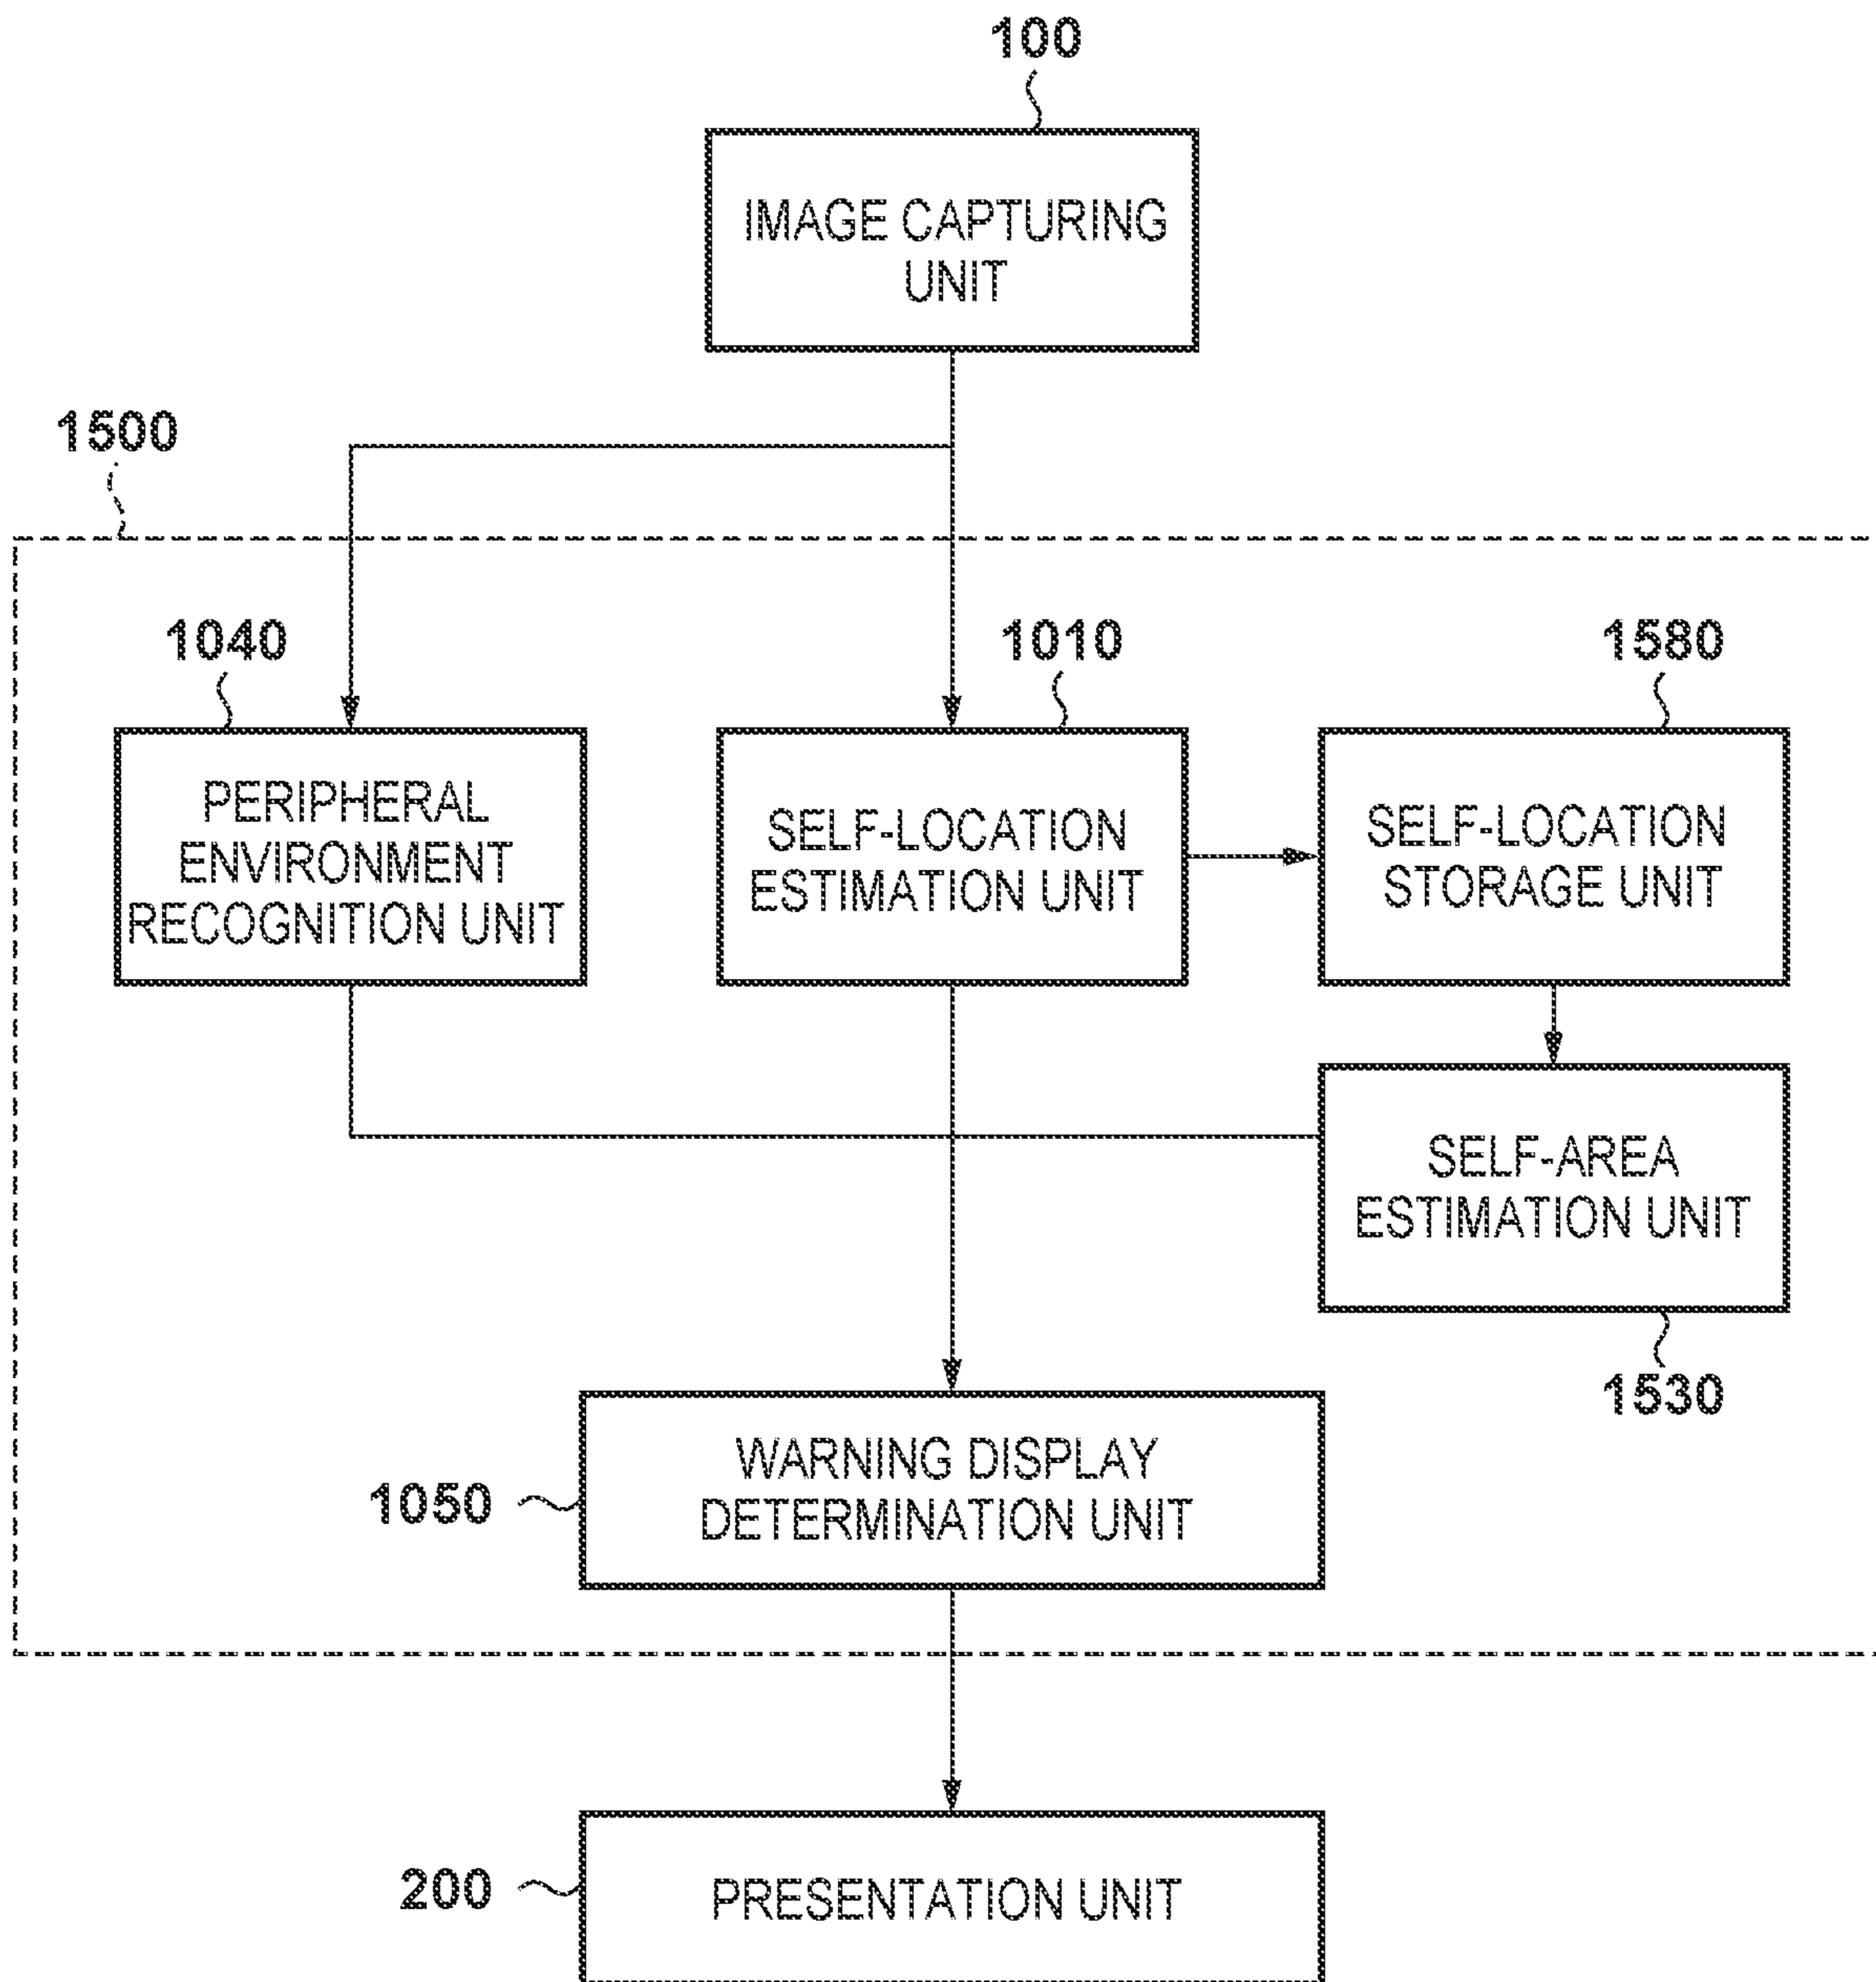 100
IMAGE CAPTURING
UNIT
1500
1040
1010
1580
PERIPHERAL
ENVIRONMENT
RECOGNITION UNIT
SELF-LOCATION
ESTIMATION UNIT
SELF-LOCATION
STORAGE UNIT
SELF-AREA
ESTIMATION UNIT
1530
WARNING DISPLAY
DETERMINATION UNIT
1050
200
PRESENTATION UNIT